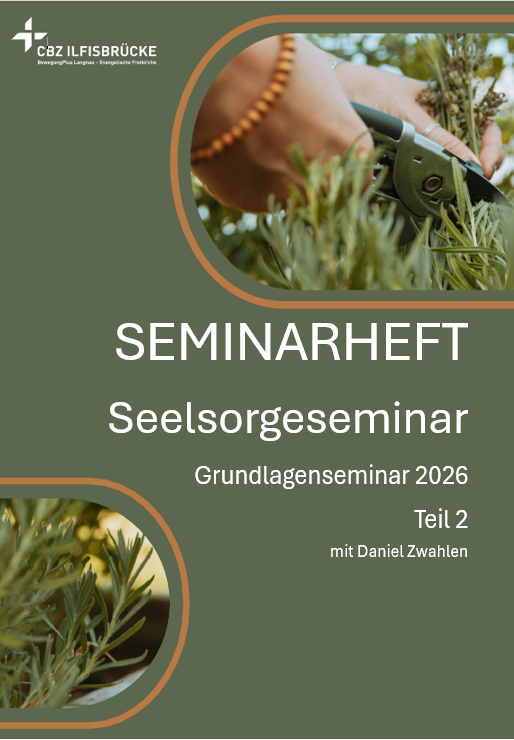 CBZ ILFISBRÜCKE
BewegungPlus Langnau - Evangelische Freikirche
SEMINARHEFT
Seelsorgeseminar
Grundlagenseminar 2026
Teil 2
mit Daniel Zwahlen